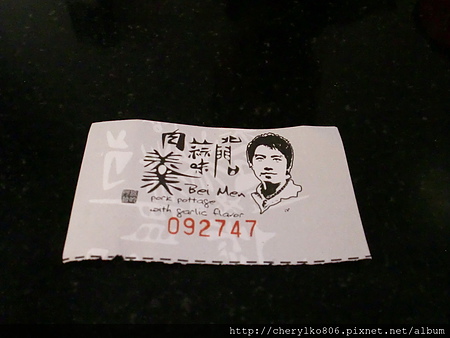 北門口
蒜味
肉羹
Bei Men
pork pottage
with garlic flavor
092747
http://cherylko806.pixnet.net/album